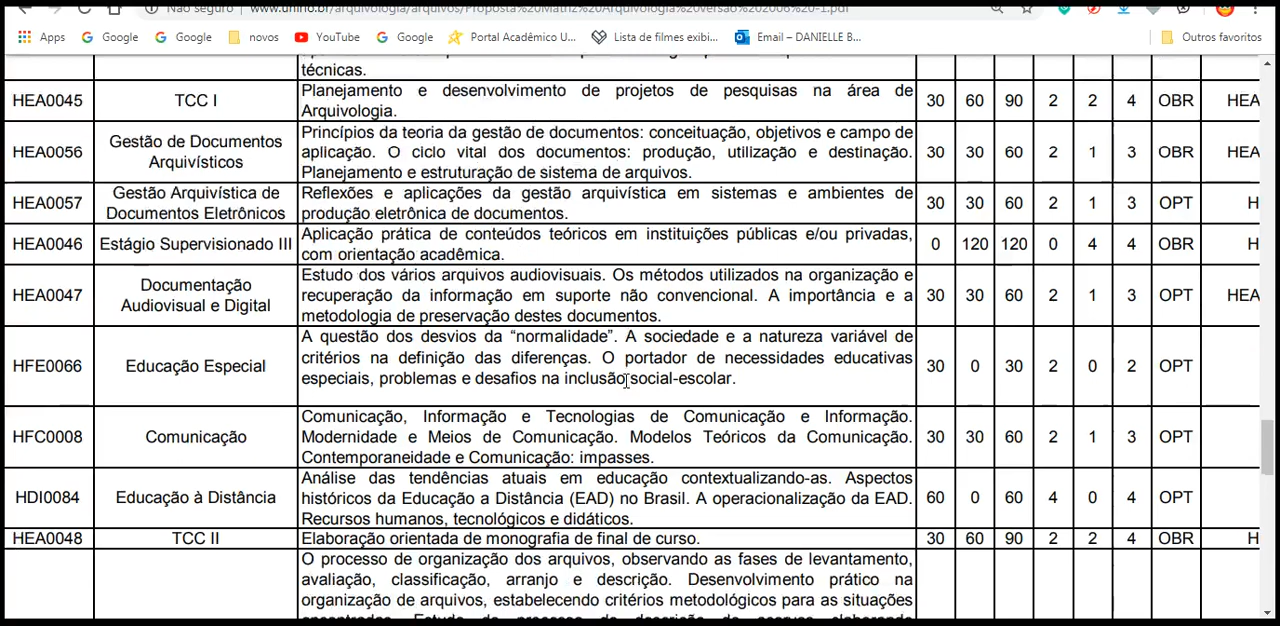 Não seguro | www.unirio.br/arquivologia/arquivos/Proposta%20Matriz%20Arquivologia%20versao%202006%20-1.pdf
Apps Google Google novos YouTube Google Portal Acadêmico U... Lista de filmes exibi... Email – DANIELLE B... Outros favoritos
técnicas.
HEA0045 TCC I Planejamento e desenvolvimento de projetos de pesquisas na área de
Arquivologia. 30 60 90 2 2 4 OBR HEA
HEA0056 Gestão de Documentos
Arquivísticos Princípios da teoria da gestão de documentos: conceituação, objetivos e campo de
aplicação. O ciclo vital dos documentos: produção, utilização e destinação.
Planejamento e estruturação de sistema de arquivos. 30 30 60 2 1 3 OBR HEA
HEA0057 Gestão Arquivística de
Documentos Eletrônicos Reflexões e aplicações da gestão arquivística em sistemas e ambientes de
produção eletrônica de documentos. 30 30 60 2 1 3 OPT H
HEA0046 Estágio Supervisionado III Aplicação prática de conteúdos teóricos em instituições públicas e/ou privadas,
com orientação acadêmica. 0 120 120 0 4 4 OBR H
HEA0047 Documentação
Audiovisual e Digital Estudo dos vários arquivos audiovisuais. Os métodos utilizados na organização e
recuperação da informação em suporte não convencional. A importância e a
metodologia de preservação destes documentos. 30 30 60 2 1 3 OPT HEA
HFE0066 Educação Especial A questão dos desvios da “normalidade”. A sociedade e a natureza variável de
critérios na definição das diferenças. O portador de necessidades educativas
especiais, problemas e desafios na inclusão social-escolar. 30 0 30 2 0 2 OPT
HFC0008 Comunicação Comunicação, Informação e Tecnologias de Comunicação e Informação.
Modernidade e Meios de Comunicação. Modelos Teóricos da Comunicação.
Contemporaneidade e Comunicação: impasses. 30 30 60 2 1 3 OPT
HDI0084 Educação à Distância Análise das tendências atuais em educação contextualizando-as. Aspectos
históricos da Educação a Distância (EAD) no Brasil. A operacionalização da EAD.
Recursos humanos, tecnológicos e didáticos. 60 0 60 4 0 4 OPT
HEA0048 TCC II Elaboração orientada de monografia de final de curso. 30 60 90 2 2 4 OBR H
O processo de organização dos arquivos, observando as fases de levantamento,
avaliação, classificação, arranjo e descrição. Desenvolvimento prático na
organização de arquivos, estabelecendo critérios metodológicos para as situações